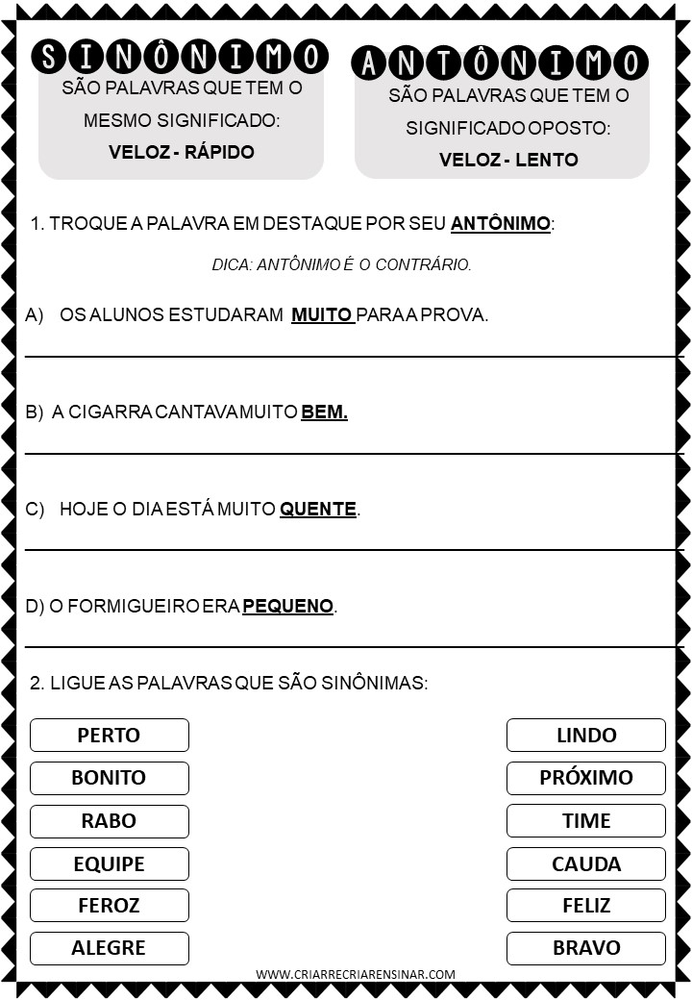 SINÔNIMO
SÃO PALAVRAS QUE TEM O
MESMO SIGNIFICADO:
VELOZ - RÁPIDO
ANTÔNIMO
SÃO PALAVRAS QUE TEM O
SIGNIFICADO OPOSTO:
VELOZ - LENTO
1. TROQUE A PALAVRA EM DESTAQUE POR SEU ANTÔNIMO:
DICA: ANTÔNIMO É O CONTRÁRIO.
A) OS ALUNOS ESTUDARAM MUITO PARA A PROVA.
B) A CIGARRA CANTAVA MUITO BEM.
C) HOJE O DIA ESTÁ MUITO QUENTE.
D) O FORMIGUEIRO ERA PEQUENO.
2. LIGUE AS PALAVRAS QUE SÃO SINÔNIMAS:
PERTO LINDO
BONITO PRÓXIMO
RABO TIME
EQUIPE CAUDA
FEROZ FELIZ
ALEGRE BRAVO
WWW.CRIARRECRIARENSINAR.COM